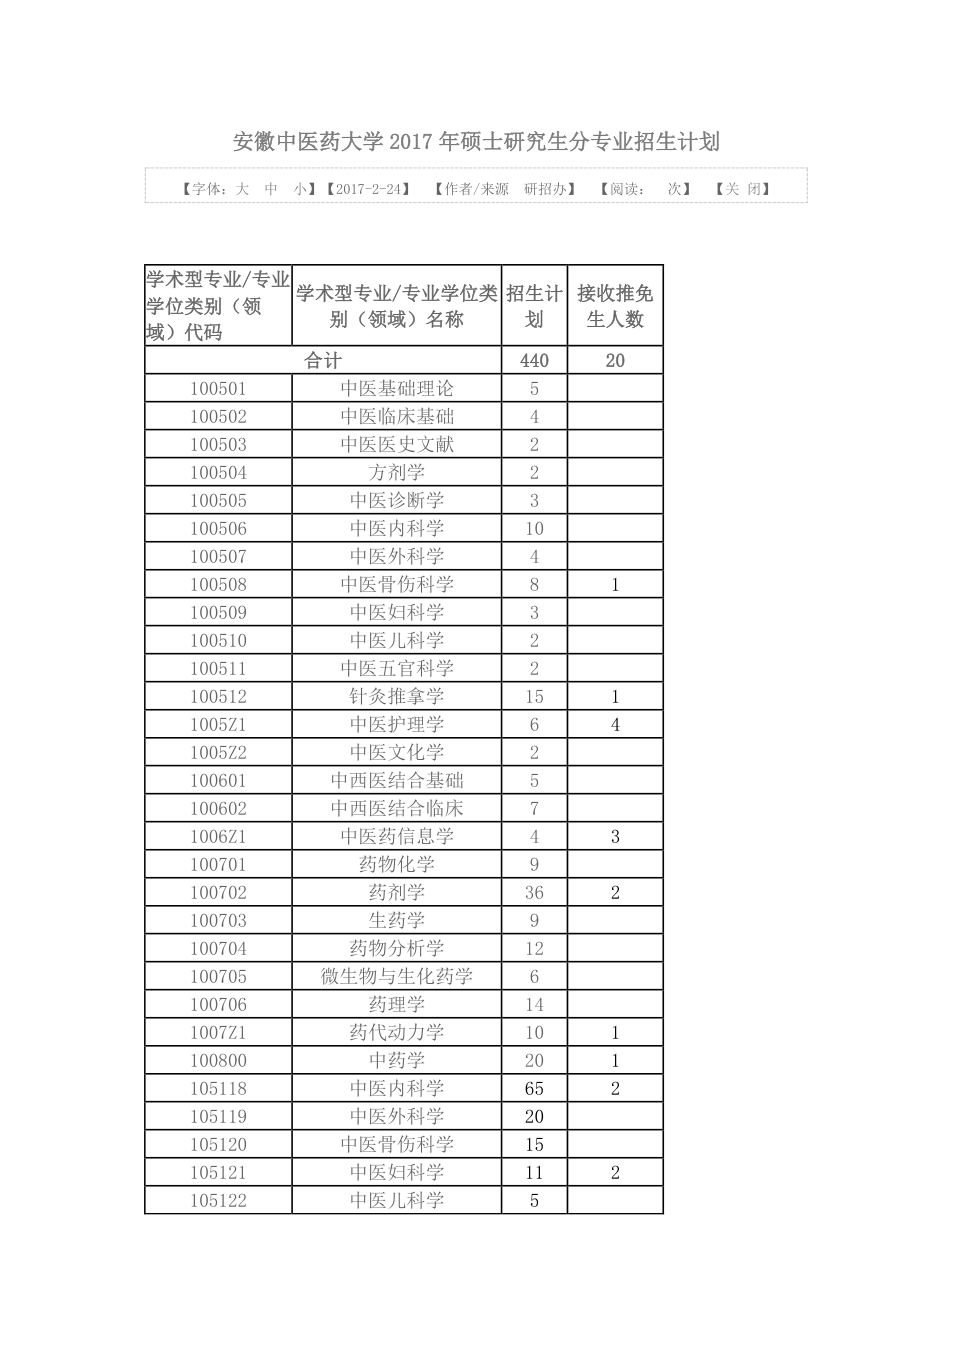 安徽中医药大学 2017 年硕士研究生分专业招生计划
【字体：大 中 小】【2017-2-24】 【作者/来源 研招办】 【阅读： 次】 【关 闭】
学术型专业/专业学位类别（领域）代码 学术型专业/专业学位类别（领域）名称 招生计划 接收推免生人数
合计 440 20
100501 中医基础理论 5
100502 中医临床基础 4
100503 中医医史文献 2
100504 方剂学 2
100505 中医诊断学 3
100506 中医内科学 10
100507 中医外科学 4
100508 中医骨伤科学 8 1
100509 中医妇科学 3
100510 中医儿科学 2
100511 中医五官科学 2
100512 针灸推拿学 15 1
1005Z1 中医护理学 6 4
1005Z2 中医文化学 2
100601 中西医结合基础 5
100602 中西医结合临床 7
1006Z1 中医药信息学 4 3
100701 药物化学 9
100702 药剂学 36 2
100703 生药学 9
100704 药物分析学 12
100705 微生物与生化药学 6
100706 药理学 14
1007Z1 药代动力学 10 1
100800 中药学 20 1
105118 中医内科学 65 2
105119 中医外科学 20
105120 中医骨伤科学 15
105121 中医妇科学 11 2
105122 中医儿科学 5